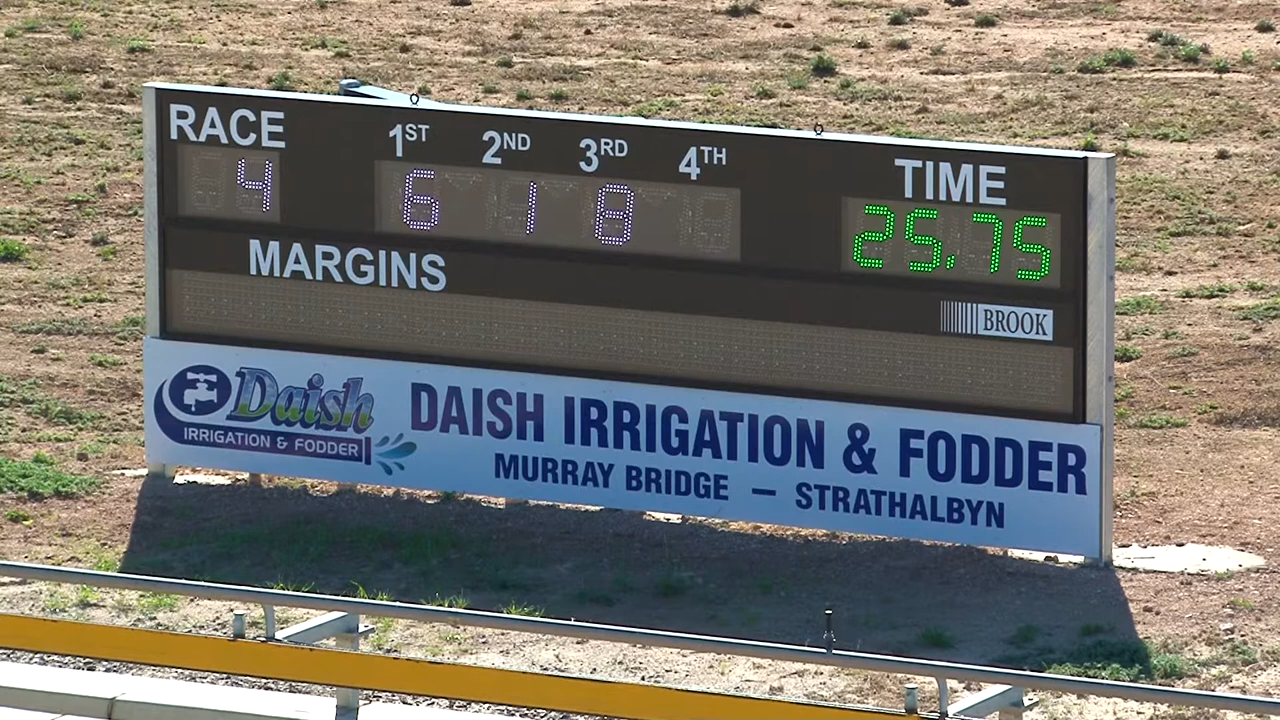 RACE 1ST 2ND 3RD 4TH TIME
4 6 1 8 25.75
MARGINS
BROOK
Daish
IRRIGATION & FODDER
DAISH IRRIGATION & FODDER
MURRAY BRIDGE — STRATHALBYN